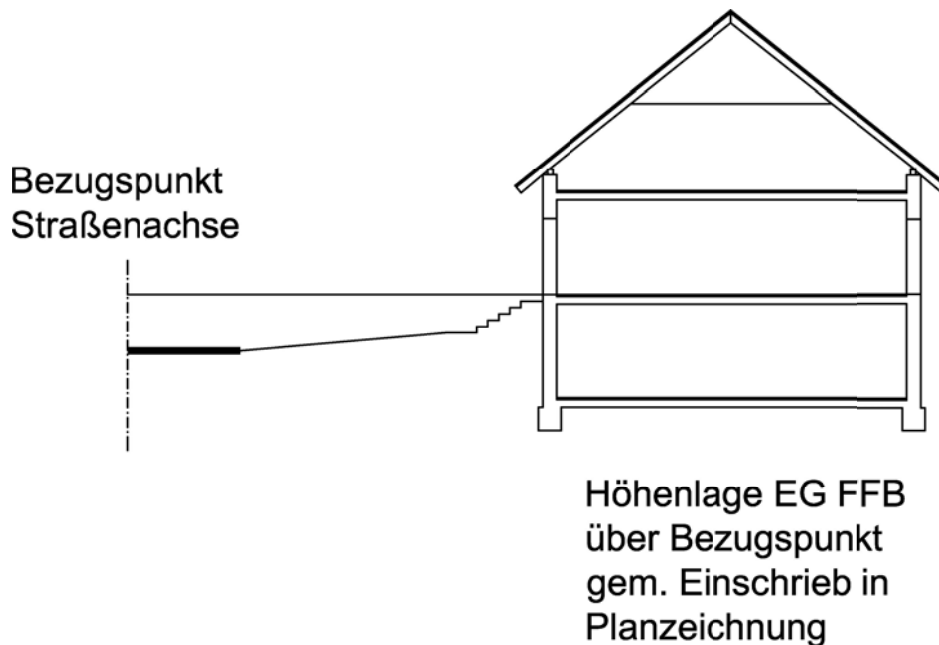 Bezugspunkt
Straßenachse
Höhenlage EG FFB
über Bezugspunkt
gem. Einschrieb in
Planzeichnung